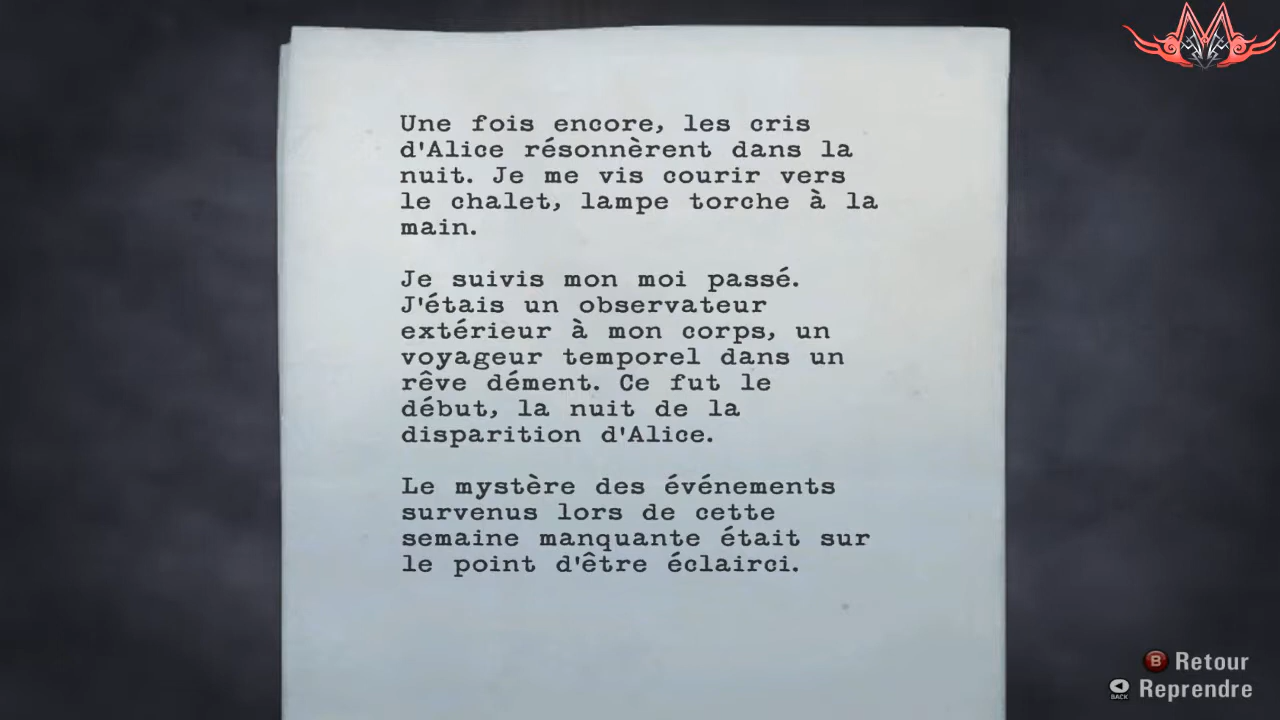 Une fois encore, les cris
d'Alice résonnèrent dans la
nuit. Je me vis courir vers
le chalet, lampe torche à la
main.
Je suivis mon moi passé.
J'étais un observateur
extérieur à mon corps, un
voyageur temporel dans un
rêve dément. Ce fut le
début, la nuit de la
disparition d'Alice.
Le mystère des événements
survenus lors de cette
semaine manquante était sur
le point d'être éclairci.
B Retour
BACK Reprendre